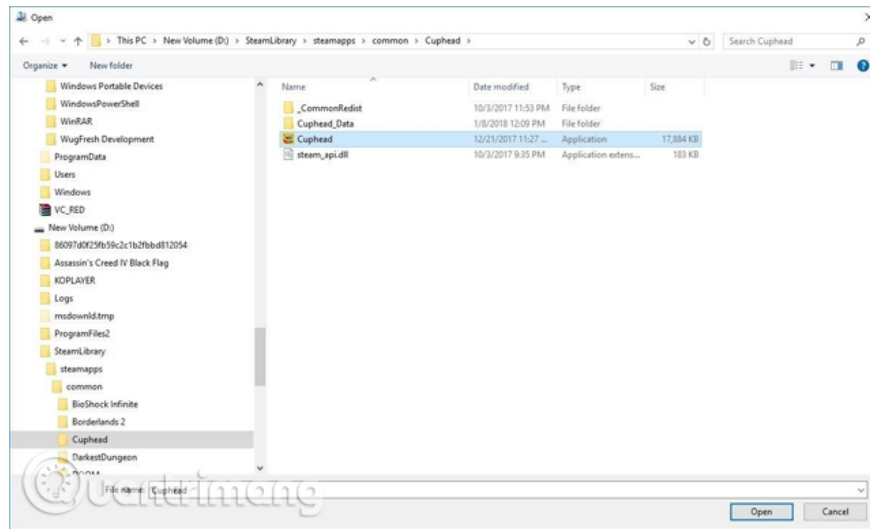 Open
This PC > New Volume (D:) > SteamLibrary > steamapps > common > Cuphead >
Search Cuphead
Organize
New folder
Name
Date modified
Type
Size
_CommonRedist 10/3/2017 11:53 PM File folder
Cuphead_Data 1/8/2018 12:09 PM File folder
Cuphead 12/21/2017 11:27 ... Application 17,884 KB
steam_api.dll 10/3/2017 9:35 PM Application extens... 183 KB
Windows Portable Devices
WindowsPowerShell
WinRAR
WugFresh Development
ProgramData
Users
Windows
VC_RED
New Volume (D:)
86097d0f25fb59c2c1b2fbbd812054
Assassin's Creed IV Black Flag
KOPLAYER
Logs
msdownld.tmp
ProgramFiles2
SteamLibrary
steamapps
common
BioShock Infinite
Borderlands 2
Cuphead
DarkestDungeon
DOOM
File name: Cuphead
Quantrimang
Open
Cancel